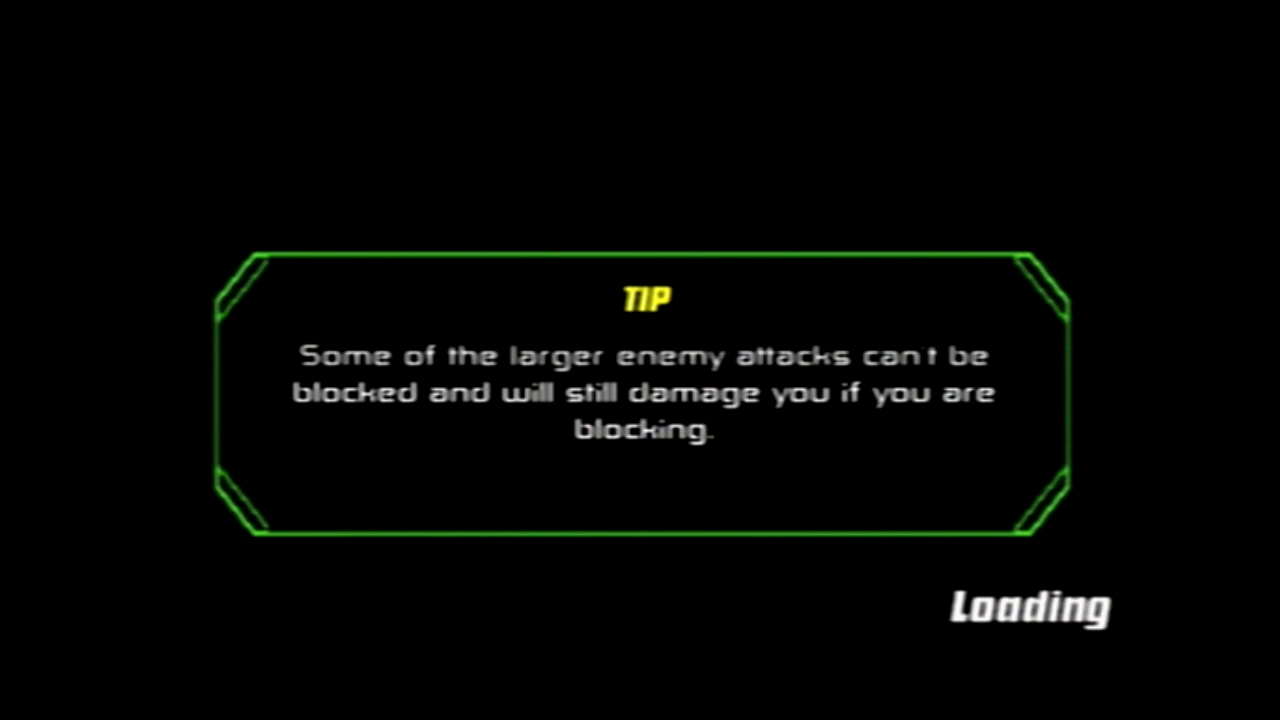 TIP
Some of the larger enemy attacks can't be
blocked and will still damage you if you are
blocking.
Loading